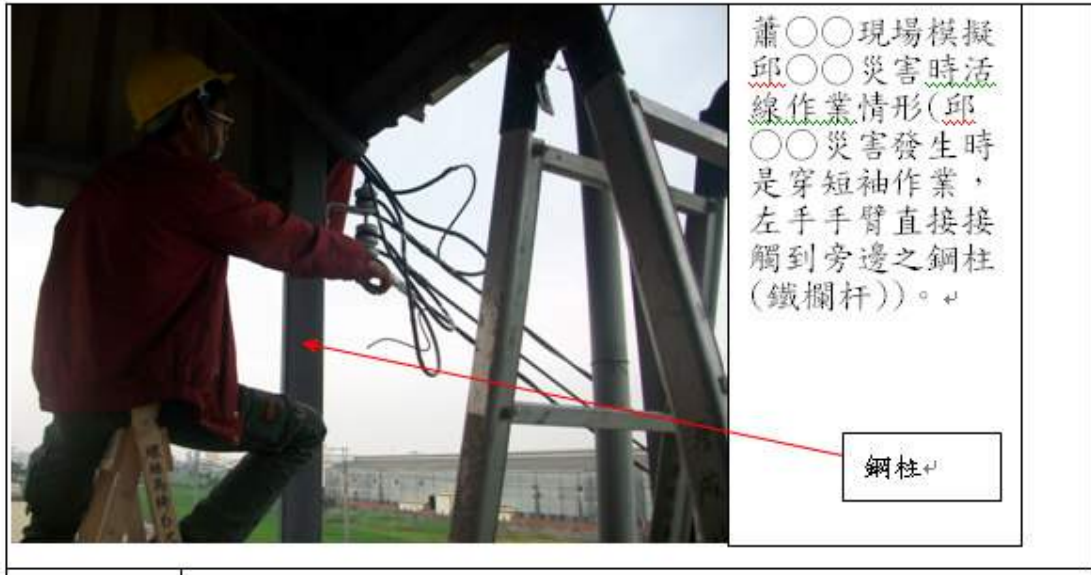 蕭○○現場模擬
邱○○災害時活
線作業情形(邱
○○災害發生時
是穿短袖作業，
左手手臂直接接
觸到旁邊之鋼柱
(鐵欄杆))。
鋼柱